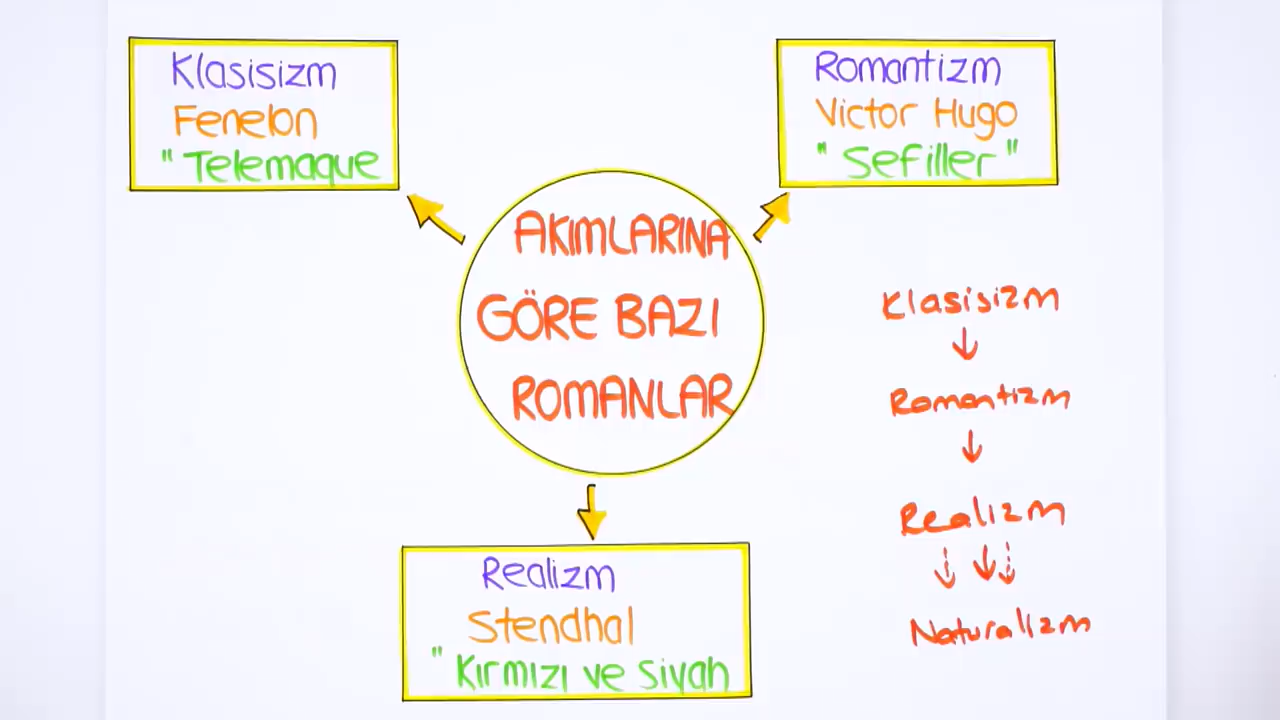 Klasisizm
Fenelon
"Telemaque
Romantizm
Victor Hugo
"Sefiller"
AKIMLARINA
GÖRE BAZI
ROMANLAR
Realizm
Stendhal
"Kırmızı ve Siyah
Klasisizm
Romantizm
Realizm
Naturalizm